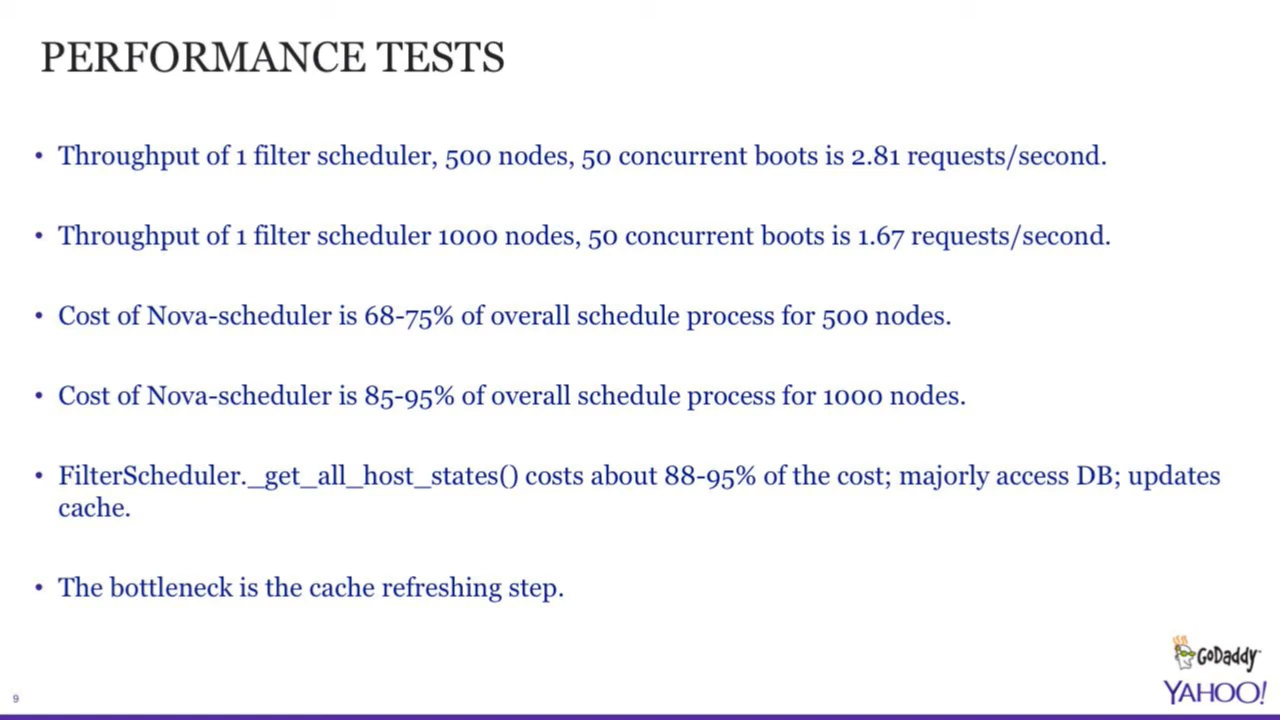 PERFORMANCE TESTS
• Throughput of 1 filter scheduler, 500 nodes, 50 concurrent boots is 2.81 requests/second.
• Throughput of 1 filter scheduler 1000 nodes, 50 concurrent boots is 1.67 requests/second.
• Cost of Nova-scheduler is 68-75% of overall schedule process for 500 nodes.
• Cost of Nova-scheduler is 85-95% of overall schedule process for 1000 nodes.
• FilterScheduler._get_all_host_states() costs about 88-95% of the cost; majorly access DB; updates
cache.
• The bottleneck is the cache refreshing step.
GoDaddy
YAHOO!
9